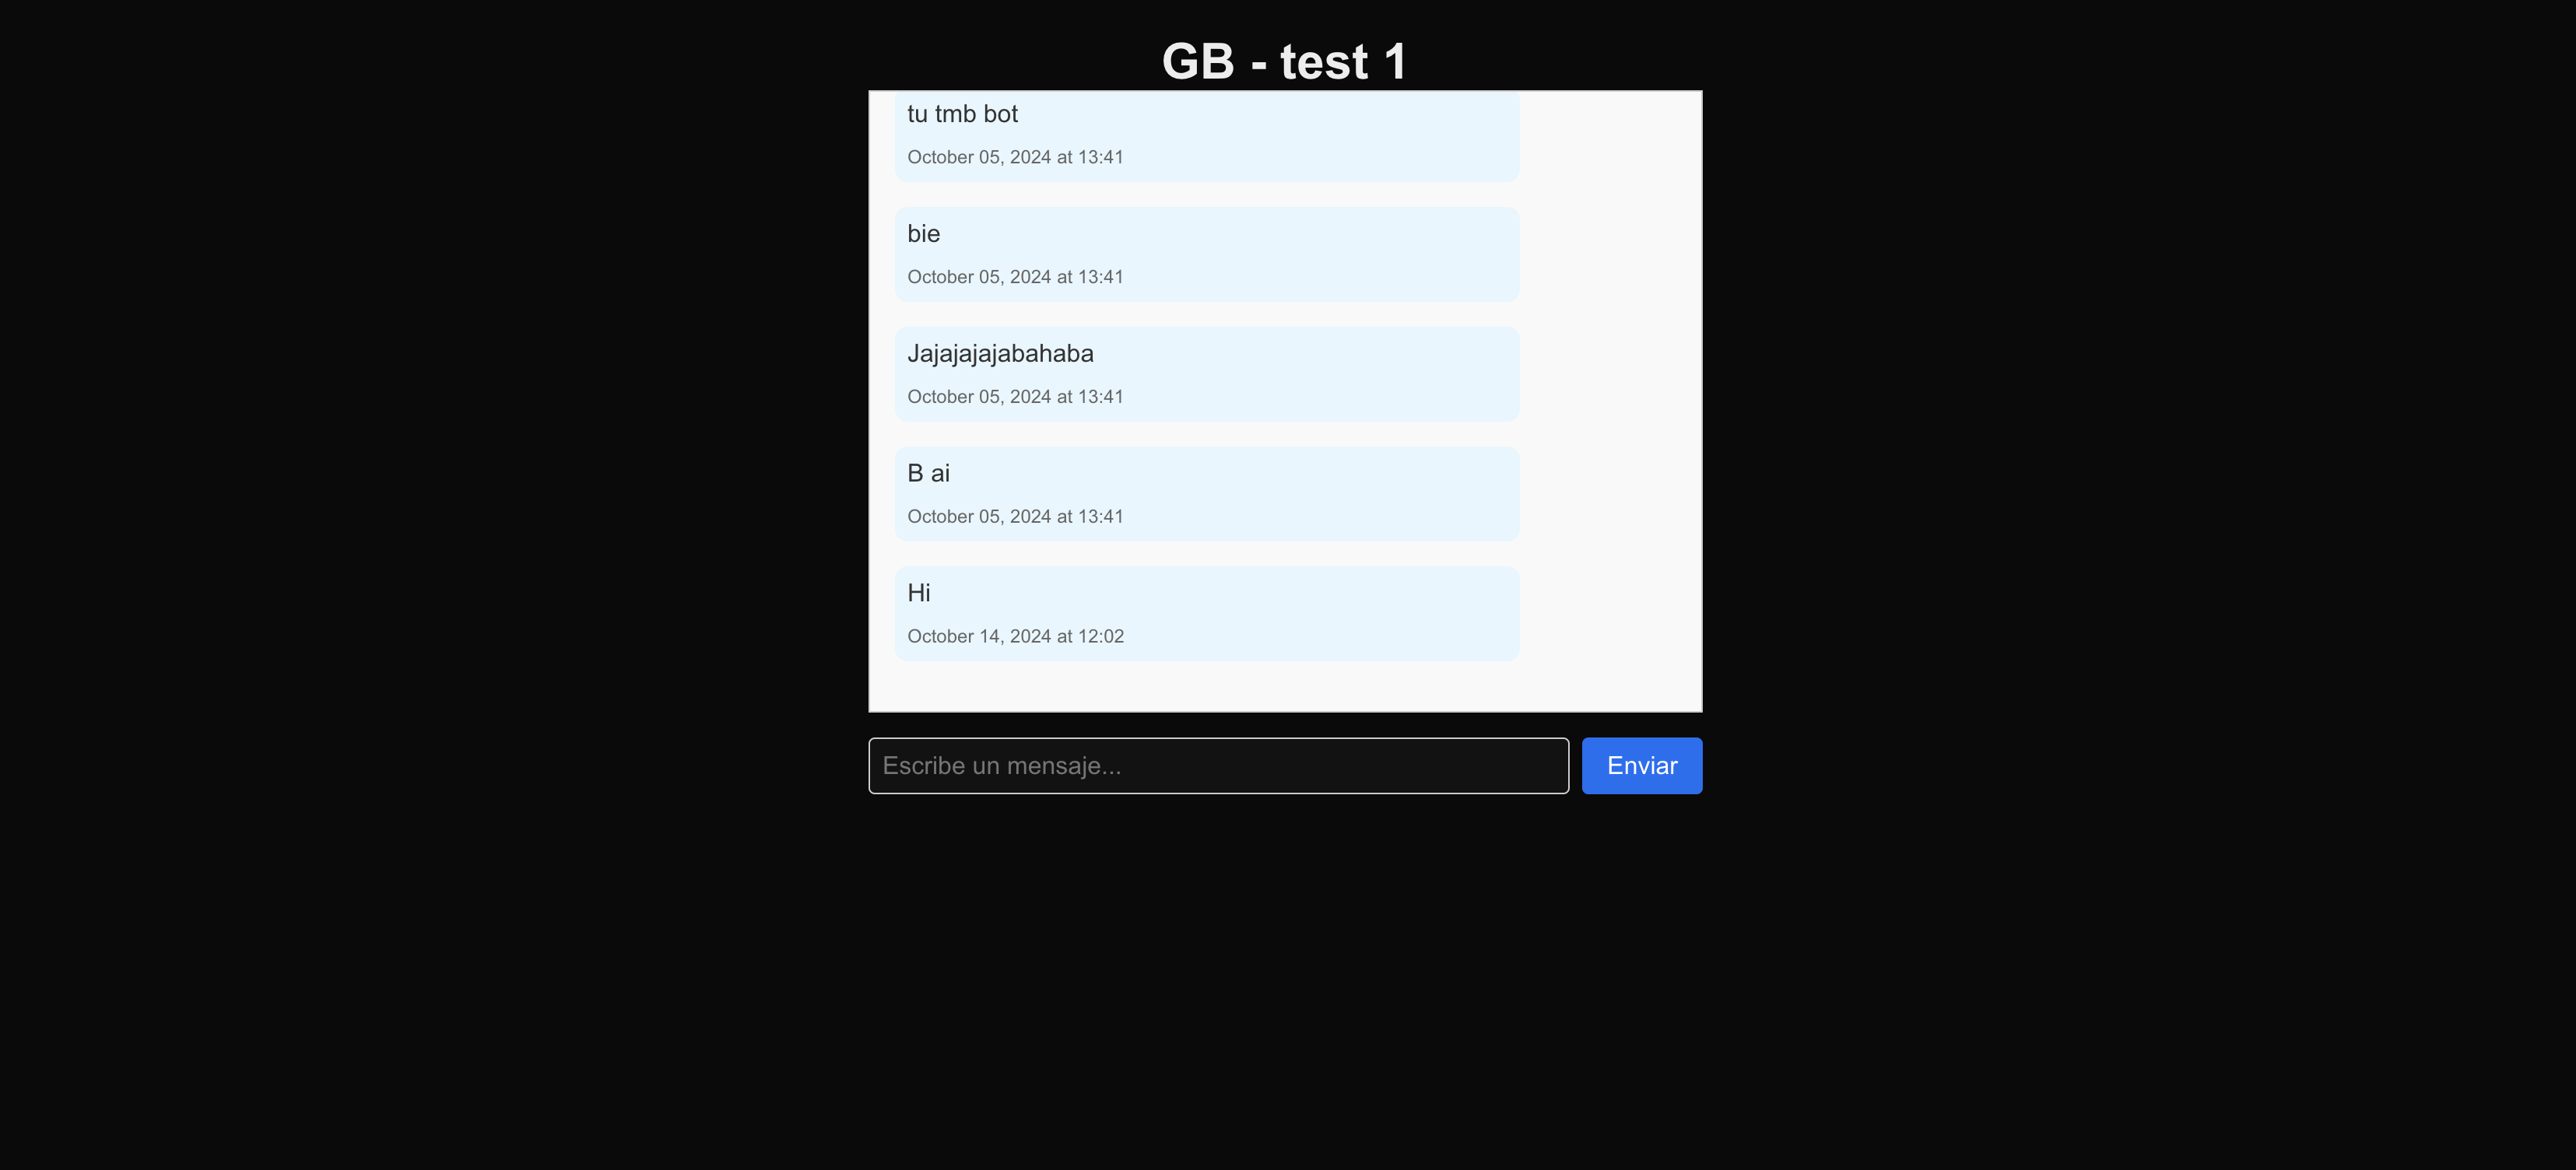 GB - test 1
tu tmb bot
October 05, 2024 at 13:41
bie
October 05, 2024 at 13:41
Jajajajajabahaba
October 05, 2024 at 13:41
B ai
October 05, 2024 at 13:41
Hi
October 14, 2024 at 12:02
Escribe un mensaje...
Enviar